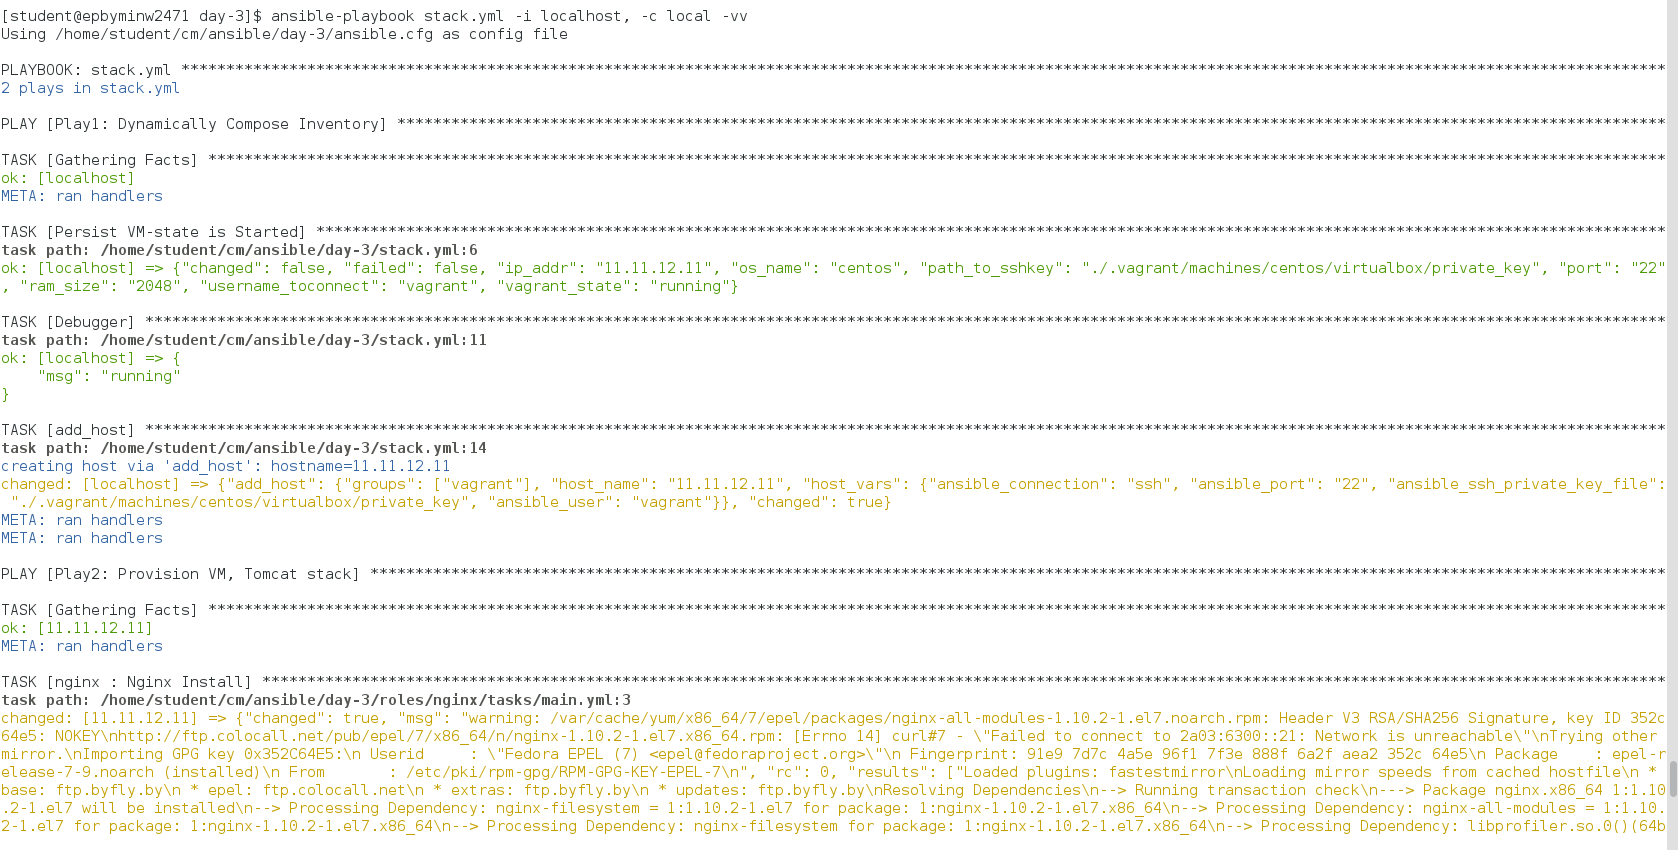 [student@epbyminw2471 day-3]$ ansible-playbook stack.yml -i localhost, -c local -vv
Using /home/student/cm/ansible/day-3/ansible.cfg as config file
PLAYBOOK: stack.yml *********************************************************************************************************************************************************************
2 plays in stack.yml
PLAY [Play1: Dynamically Compose Inventory] *********************************************************************************************************************************************
TASK [Gathering Facts] ******************************************************************************************************************************************************************
ok: [localhost]
META: ran handlers
TASK [Persist VM-state is Started] ******************************************************************************************************************************************************
task path: /home/student/cm/ansible/day-3/stack.yml:6
ok: [localhost] => {"changed": false, "failed": false, "ip_addr": "11.11.12.11", "os_name": "centos", "path_to_sshkey": "./.vagrant/machines/centos/virtualbox/private_key", "port": "22"
, "ram_size": "2048", "username_toconnect": "vagrant", "vagrant_state": "running"}
TASK [Debugger] *************************************************************************************************************************************************************************
task path: /home/student/cm/ansible/day-3/stack.yml:11
ok: [localhost] => {
    "msg": "running"
}
TASK [add_host] *************************************************************************************************************************************************************************
task path: /home/student/cm/ansible/day-3/stack.yml:14
creating host via 'add_host': hostname=11.11.12.11
changed: [localhost] => {"add_host": {"groups": ["vagrant"], "host_name": "11.11.12.11", "host_vars": {"ansible_connection": "ssh", "ansible_port": "22", "ansible_ssh_private_key_file":
 "./.vagrant/machines/centos/virtualbox/private_key", "ansible_user": "vagrant"}}, "changed": true}
META: ran handlers
META: ran handlers
PLAY [Play2: Provision VM, Tomcat stack] ************************************************************************************************************************************************
TASK [Gathering Facts] ******************************************************************************************************************************************************************
ok: [11.11.12.11]
META: ran handlers
TASK [nginx : Nginx Install] ************************************************************************************************************************************************************
task path: /home/student/cm/ansible/day-3/roles/nginx/tasks/main.yml:3
changed: [11.11.12.11] => {"changed": true, "msg": "warning: /var/cache/yum/x86_64/7/epel/packages/nginx-all-modules-1.10.2-1.el7.noarch.rpm: Header V3 RSA/SHA256 Signature, key ID 352c
64e5: NOKEY\nhttp://ftp.colocall.net/pub/epel/7/x86_64/n/nginx-1.10.2-1.el7.x86_64.rpm: [Errno 14] curl#7 - \"Failed to connect to 2a03:6300::21: Network is unreachable\"\nTrying other 
mirror.\nImporting GPG key 0x352C64E5:\n Userid     : \"Fedora EPEL (7) <epel@fedoraproject.org>\"\n Fingerprint: 91e9 7d7c 4a5e 96f1 7f3e 888f 6a2f aea2 352c 64e5\n Package    : epel-r
elease-7-9.noarch (installed)\n From       : /etc/pki/rpm-gpg/RPM-GPG-KEY-EPEL-7\n", "rc": 0, "results": ["Loaded plugins: fastestmirror\nLoading mirror speeds from cached hostfile\n * 
base: ftp.byfly.by\n * epel: ftp.colocall.net\n * extras: ftp.byfly.by\n * updates: ftp.byfly.by\nResolving Dependencies\n--> Running transaction check\n---> Package nginx.x86_64 1:1.10
.2-1.el7 will be installed\n--> Processing Dependency: nginx-filesystem = 1:1.10.2-1.el7 for package: 1:nginx-1.10.2-1.el7.x86_64\n--> Processing Dependency: nginx-all-modules = 1:1.10.
2-1.el7 for package: 1:nginx-1.10.2-1.el7.x86_64\n--> Processing Dependency: nginx-filesystem for package: 1:nginx-1.10.2-1.el7.x86_64\n--> Processing Dependency: libprofiler.so.0()(64b